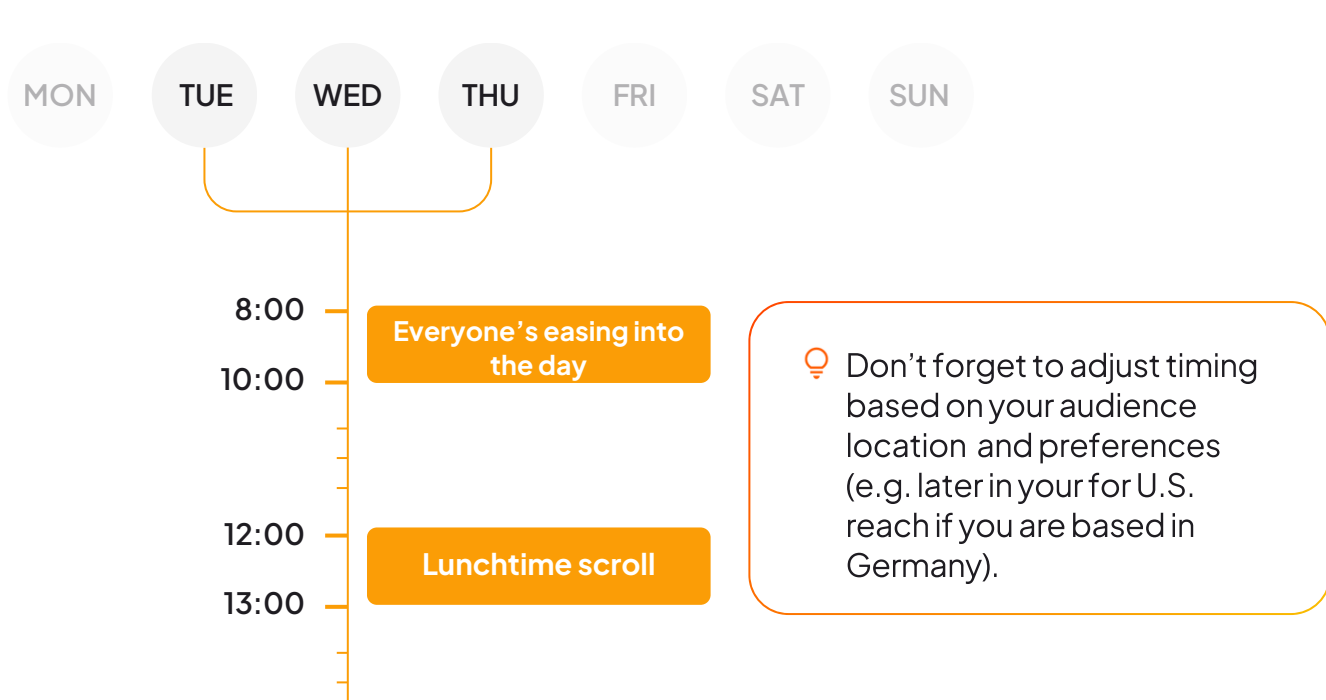 MON TUE WED THU FRI SAT SUN
8:00
Everyone’s easing into
the day
10:00
12:00
Lunchtime scroll
13:00
Don’t forget to adjust timing
based on your audience
location and preferences
(e.g. later in your for U.S.
reach if you are based in
Germany).